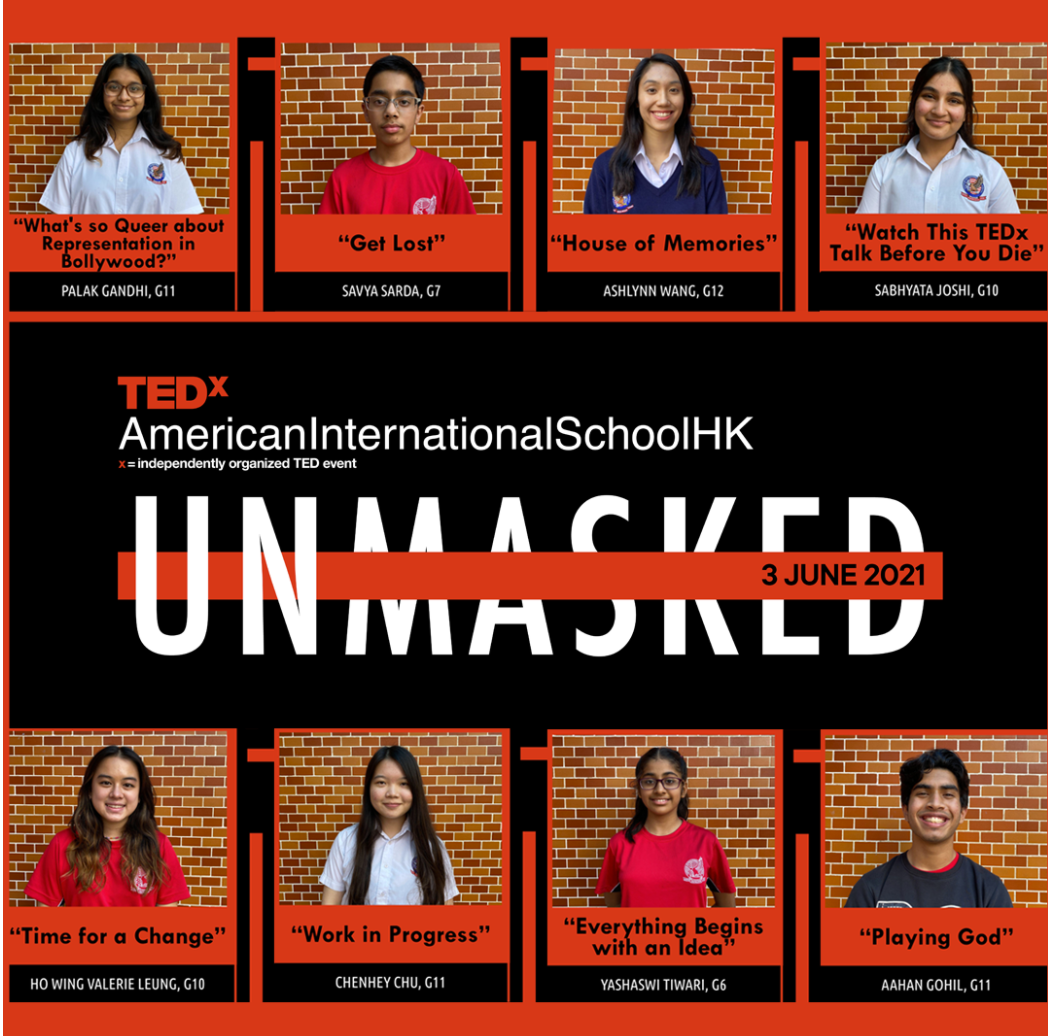 “What's so Queer about
Representation in
Bollywood?”
PALAK GANDHI, G11
“Get Lost”
SAVYA SARDA, G7
“House of Memories”
ASHLYNN WANG, G12
“Watch This TEDx
Talk Before You Die”
SABHYATA JOSHI, G10
TEDx
AmericanInternationalSchoolHK
x = independently organized TED event
UNMASKED
3 JUNE 2021
“Time for a Change”
HO WING VALERIE LEUNG, G10
“Work in Progress”
CHENHEY CHU, G11
“Everything Begins
with an Idea”
YASHASWI TIWARI, G6
“Playing God”
AAHAN GOHIL, G11